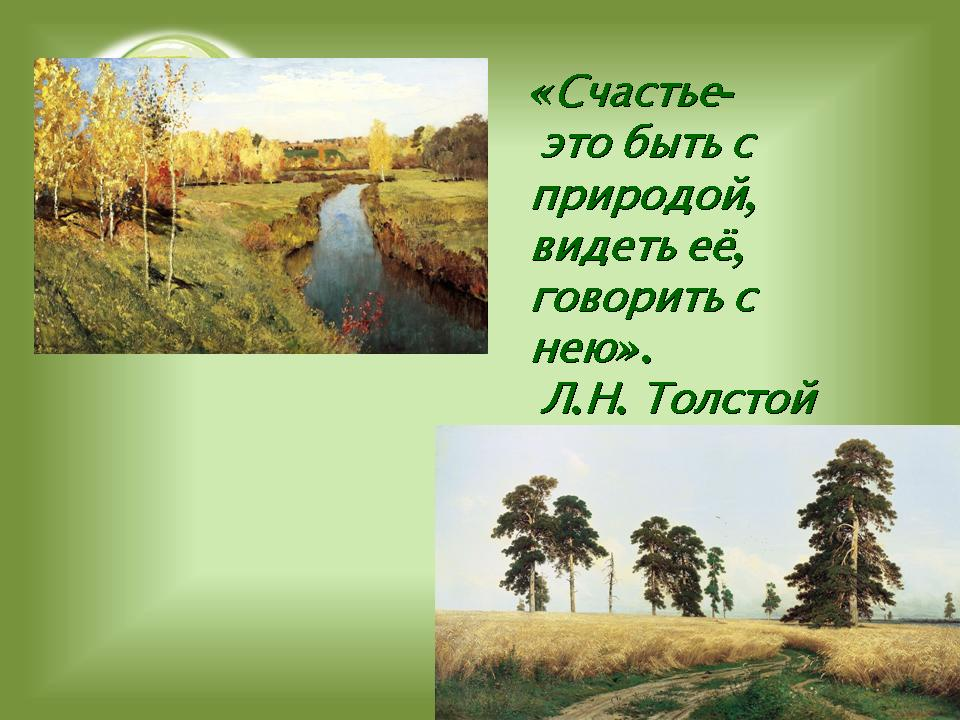 «Счастье-
это быть с
природой,
видеть её,
говорить с
нею».
Л.Н. Толстой